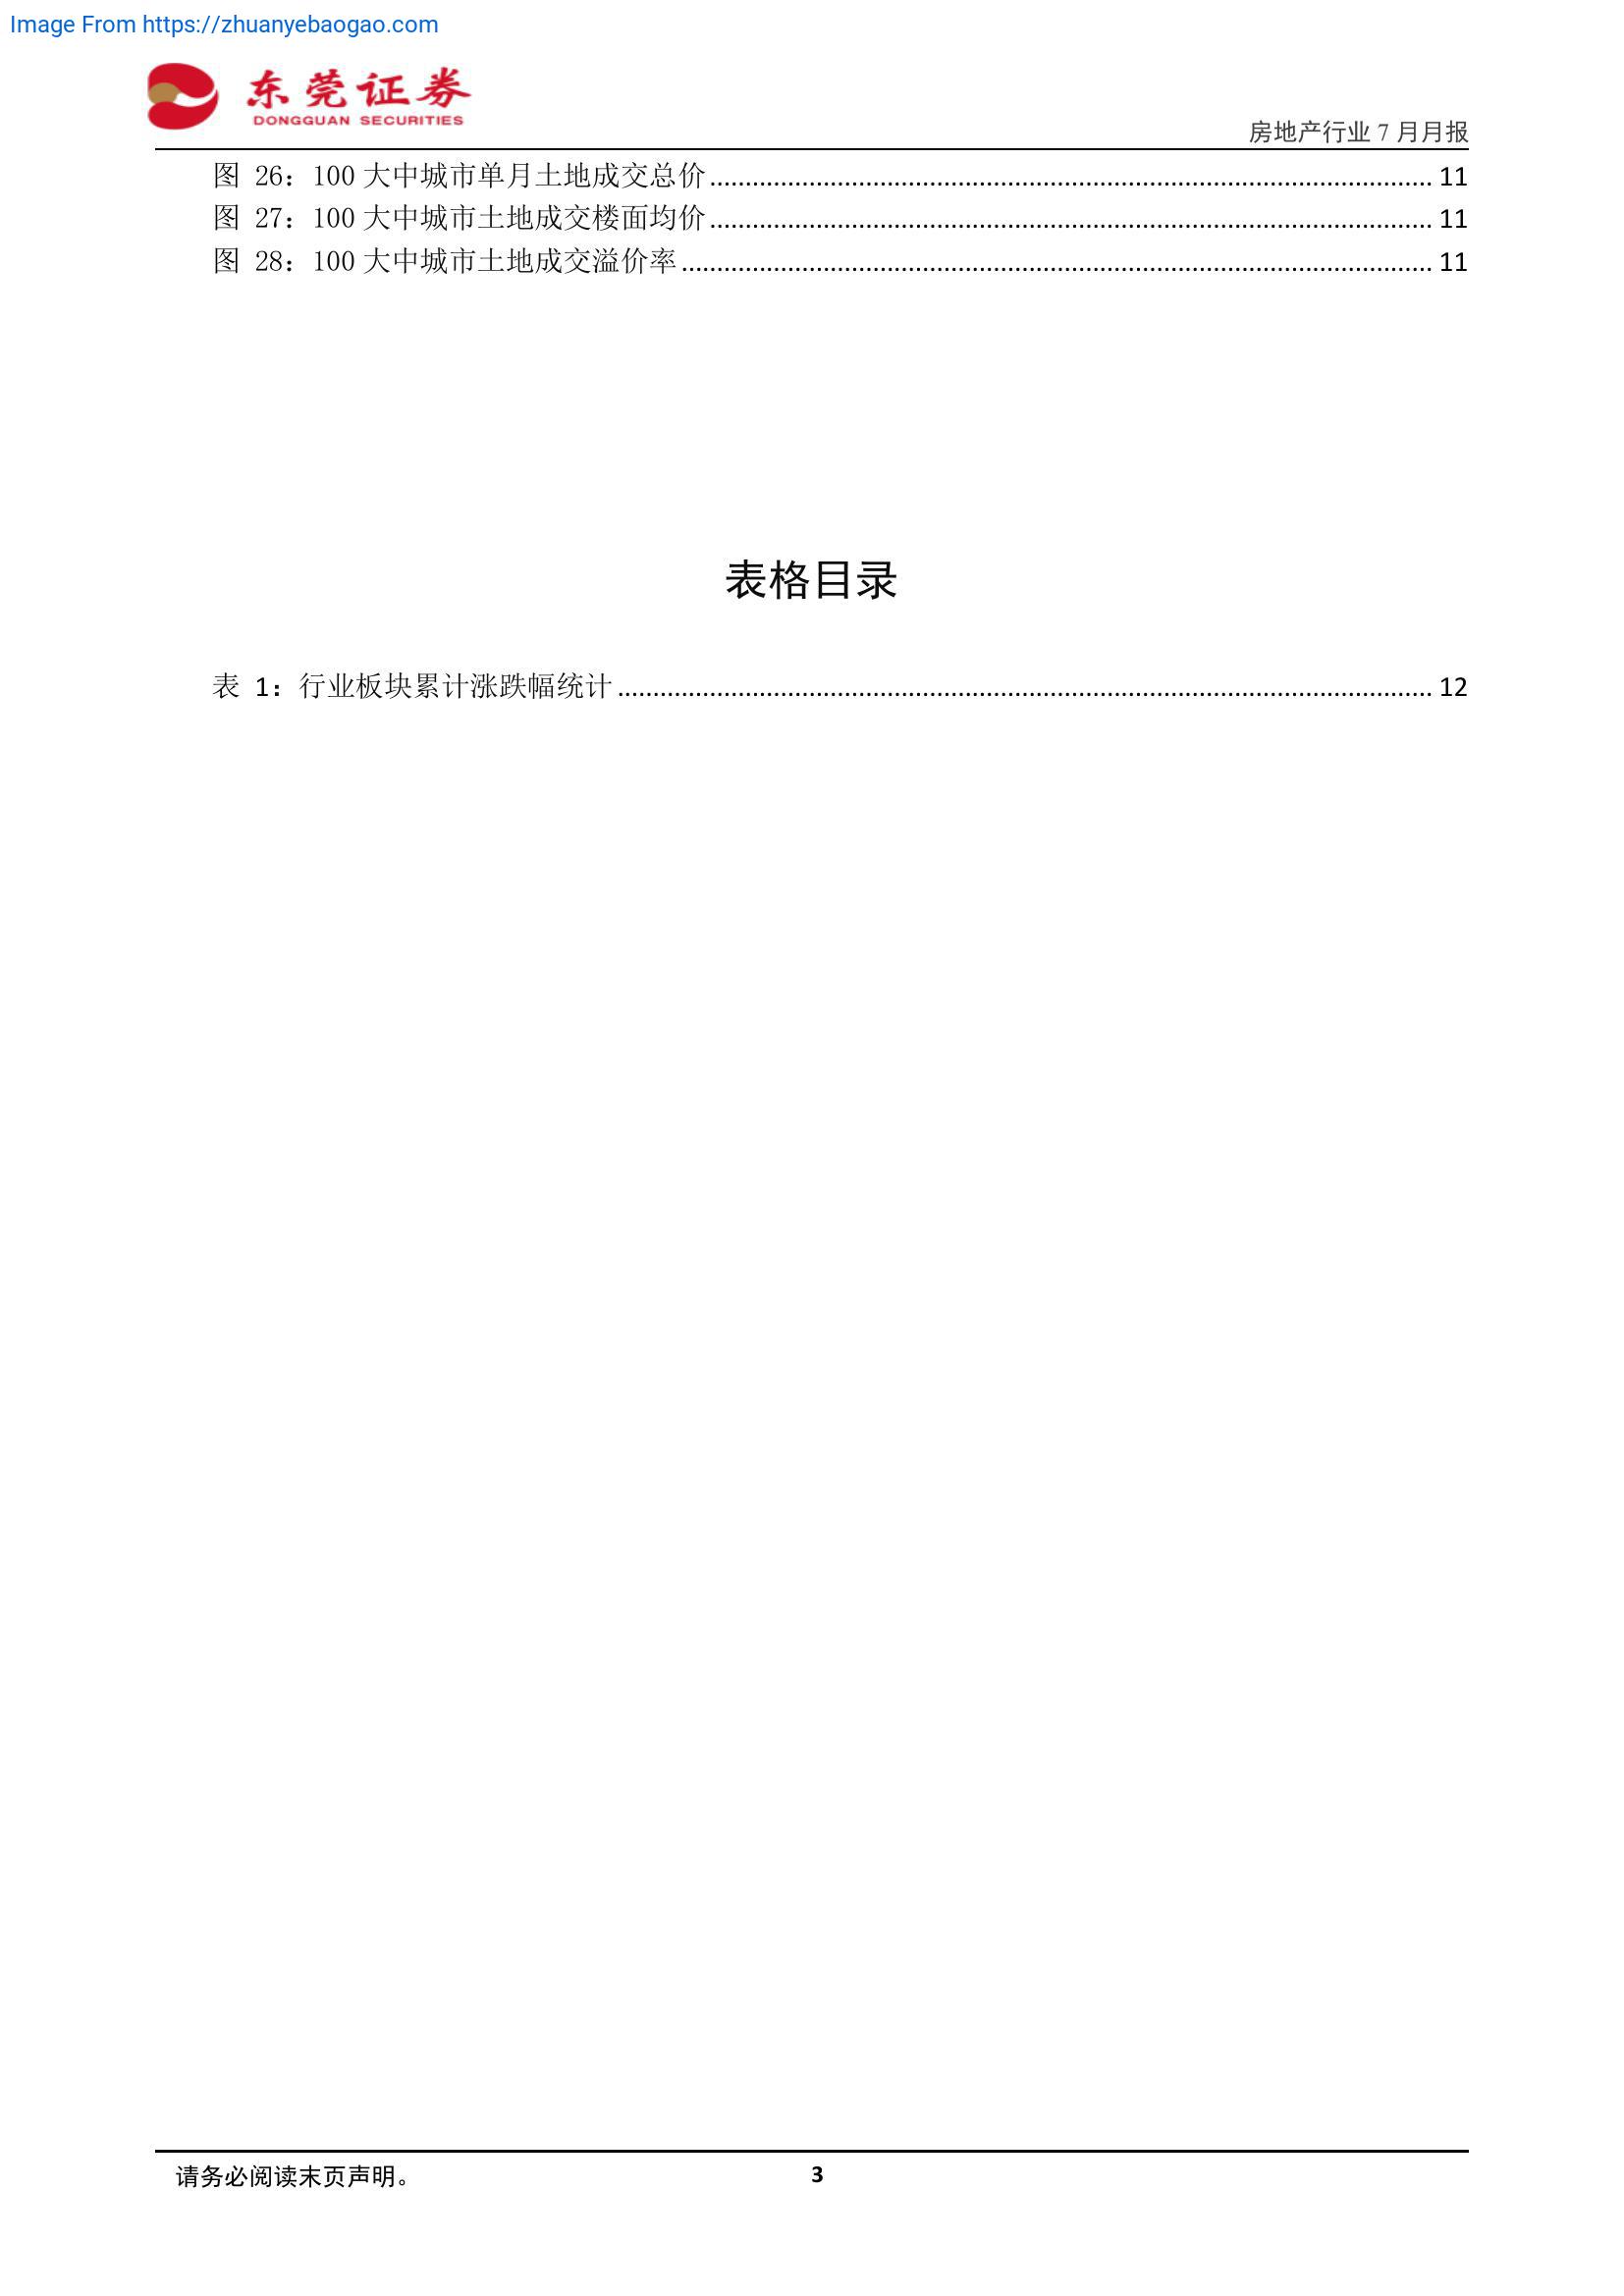 Image From https://zhuanyebaogao.com
东莞证券
DONGGUAN SECURITIES
房地产行业 7 月月报
图 26：100 大中城市单月土地成交总价 11
图 27：100 大中城市土地成交楼面均价 11
图 28：100 大中城市土地成交溢价率 11
表格目录
表 1：行业板块累计涨跌幅统计 12
请务必阅读末页声明。
3